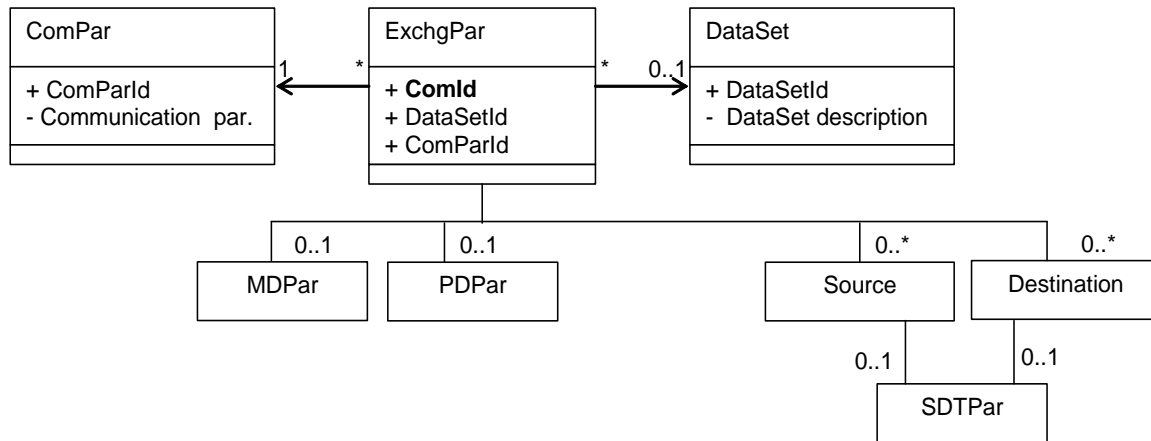 ComPar
ExchgPar
DataSet
1
*
*
0..1
+ ComParId
- Communication par.
+ ComId
+ DataSetId
+ ComParId
+ DataSetId
- DataSet description
0..1
0..1
0..*
0..*
MDPar
PDPar
Source
Destination
0..1
0..1
SDTPar